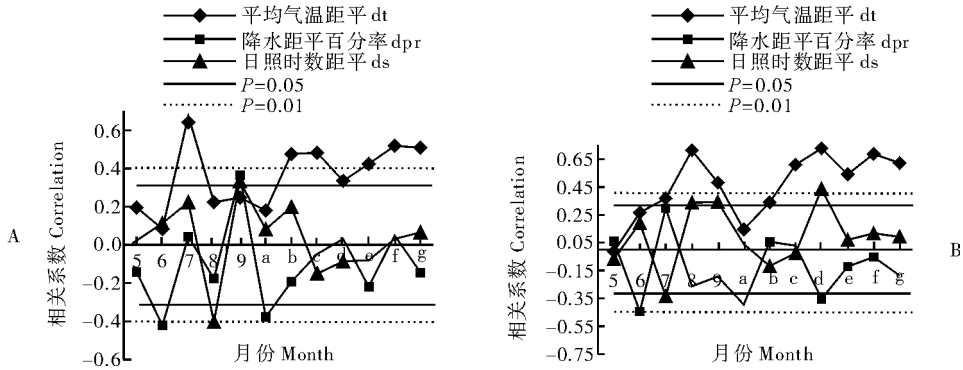 平均气温距平 dt
降水距平百分率 dpr
日照时数距平 ds
P=0.05
P=0.01
0.6
0.4
0.2
0.0
-0.2
-0.4
-0.6
相关系数 Correlation
5 6 7 8 9 a b c d e f g
月份 Month
A
平均气温距平 dt
降水距平百分率 dpr
日照时数距平 ds
P=0.05
P=0.01
0.65
0.45
0.25
0.05
-0.15
-0.35
-0.55
-0.75
相关系数 Correlation
5 6 7 8 9 a b c d e f g
月份 Month
B